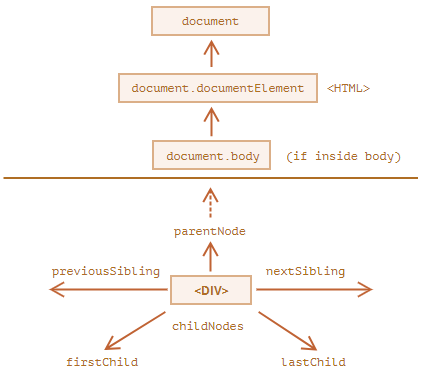 document
document.documentElement <HTML>
document.body (if inside body)
parentNode
previousSibling nextSibling
<DIV>
childNodes
firstChild lastChild